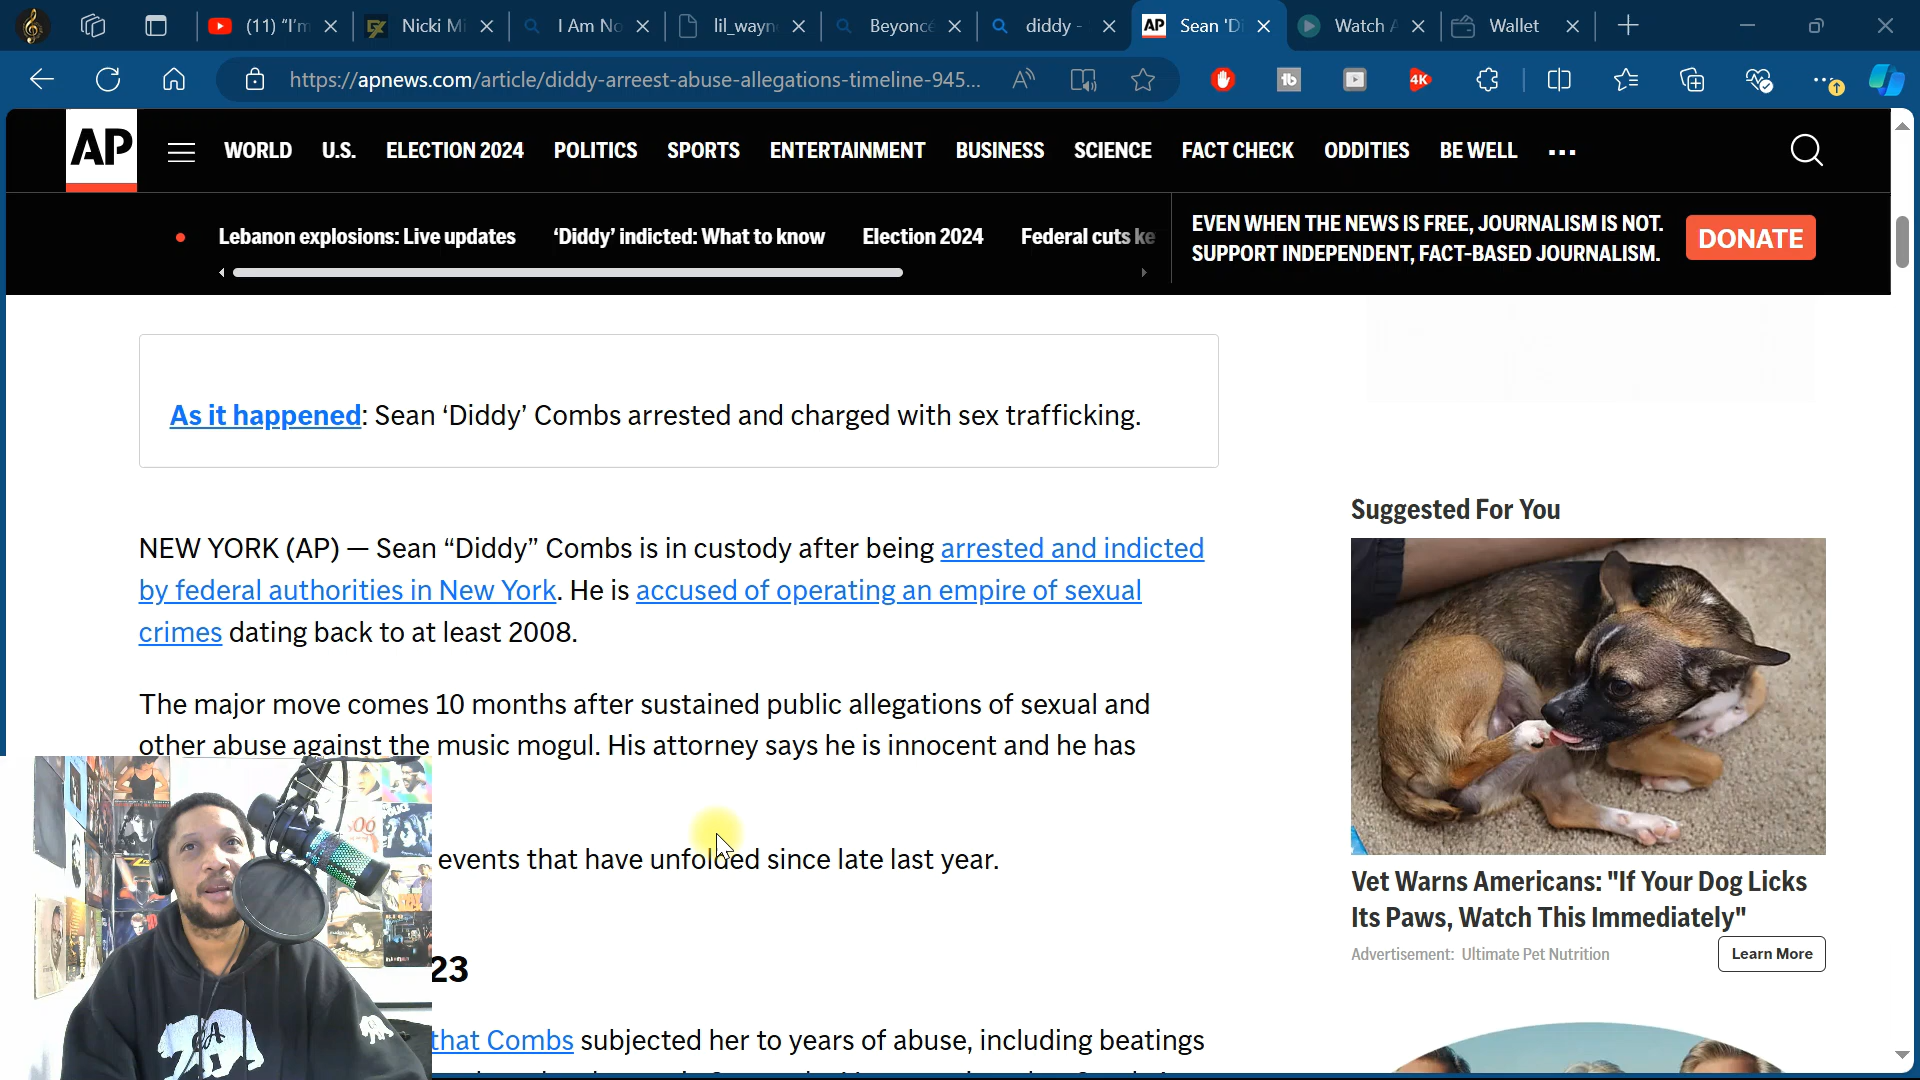 (11) “I'm
Nicki Mi
I Am No
lil_wayn
Beyoncé
diddy -
AP
Sean 'Di
Watch A
Wallet
https://apnews.com/article/diddy-arreest-abuse-allegations-timeline-945...
tb
4K
AP
WORLD U.S. ELECTION 2024 POLITICS SPORTS ENTERTAINMENT BUSINESS SCIENCE FACT CHECK ODDITIES BE WELL ...
Lebanon explosions: Live updates ‘Diddy’ indicted: What to know Election 2024 Federal cuts ke
EVEN WHEN THE NEWS IS FREE, JOURNALISM IS NOT.
SUPPORT INDEPENDENT, FACT-BASED JOURNALISM.
DONATE
As it happened: Sean ‘Diddy’ Combs arrested and charged with sex trafficking.
NEW YORK (AP) — Sean “Diddy” Combs is in custody after being arrested and indicted
by federal authorities in New York. He is accused of operating an empire of sexual
crimes dating back to at least 2008.
The major move comes 10 months after sustained public allegations of sexual and
other abuse against the music mogul. His attorney says he is innocent and he has
events that have unfolded since late last year.
23
that Combs subjected her to years of abuse, including beatings
Suggested For You
Vet Warns Americans: "If Your Dog Licks
Its Paws, Watch This Immediately"
Advertisement: Ultimate Pet Nutrition
Learn More